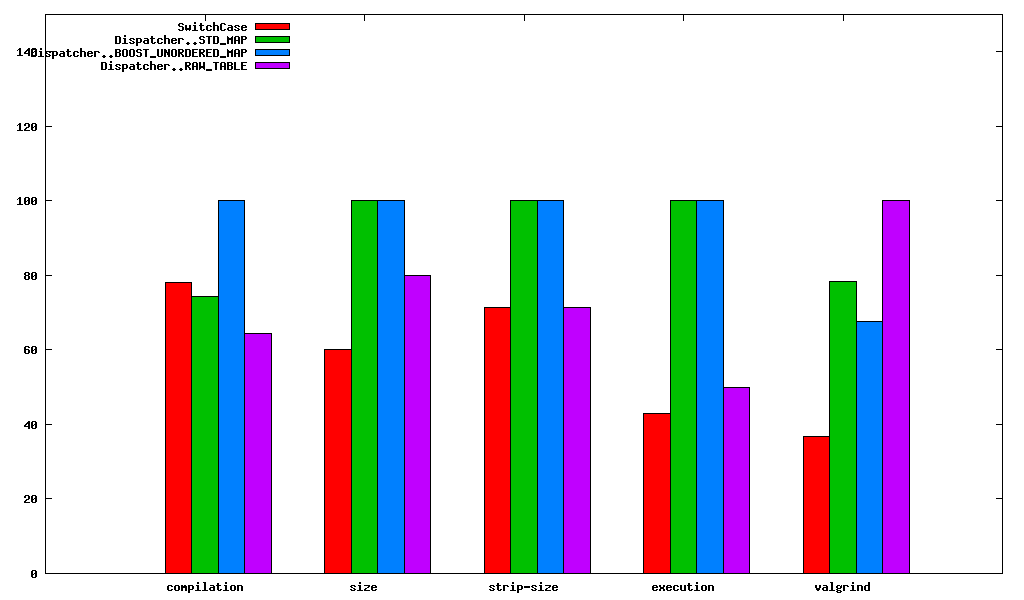 SwitchCase
Dispatcher..STD_MAP
Dispatcher..BOOST_UNORDERED_MAP
Dispatcher..RAW_TABLE
140
120
100
80
60
40
20
0
compilation size strip-size execution valgrind